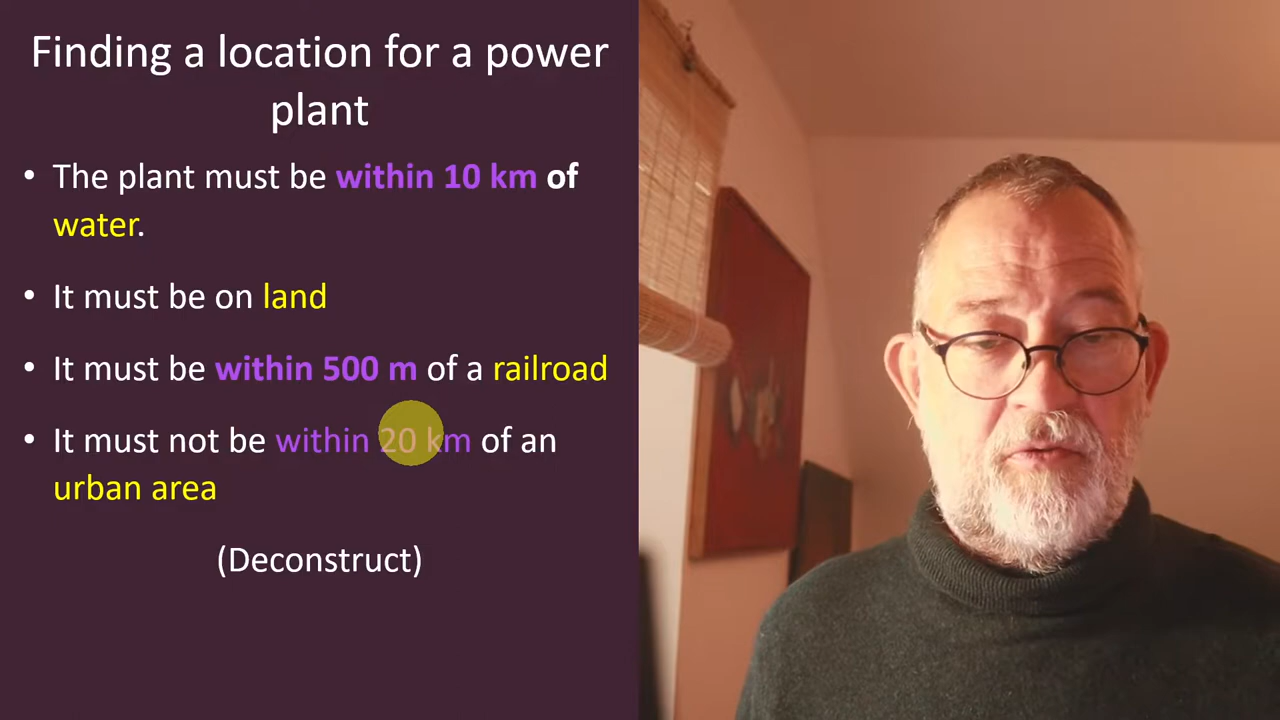 Finding a location for a power
plant
• The plant must be within 10 km of
water.
• It must be on land
• It must be within 500 m of a railroad
• It must not be within 20 km of an
urban area
(Deconstruct)